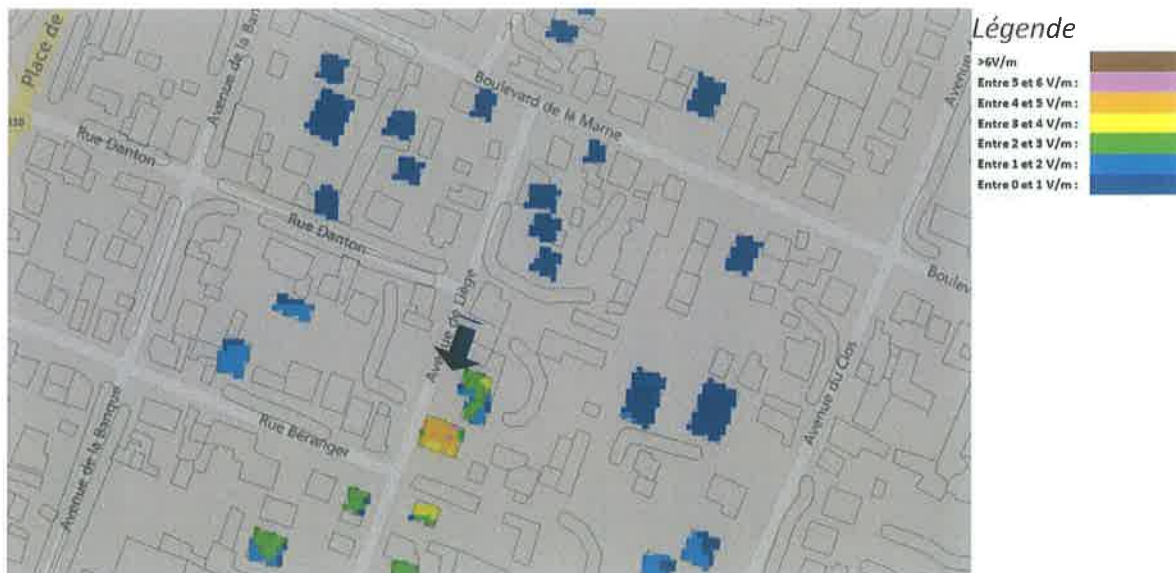 Légende
>6V/m
Entre 5 et 6 V/m :
Entre 4 et 5 V/m :
Entre 3 et 4 V/m :
Entre 2 et 3 V/m :
Entre 1 et 2 V/m :
Entre 0 et 1 V/m :
Place de
Avenue de la Ban
Boulevard de la Marne
Avenue
Rue Danton
Rue Danton
Boulev
Avenue de Liège
Avenue du Clos
Rue Béranger
Avenue de la Banque